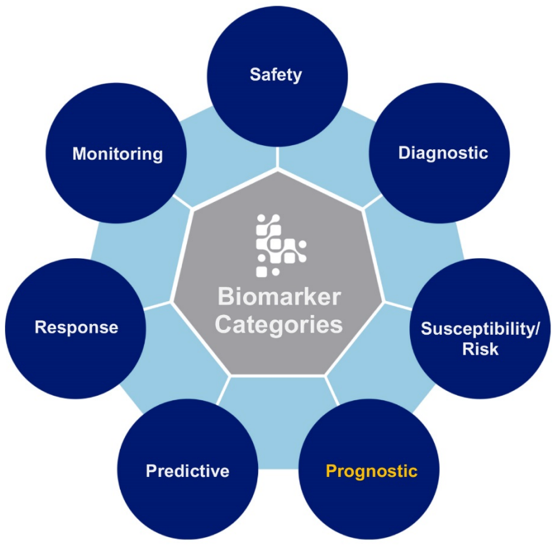 Safety
Diagnostic
Susceptibility/
Risk
Prognostic
Predictive
Response
Monitoring
Biomarker
Categories